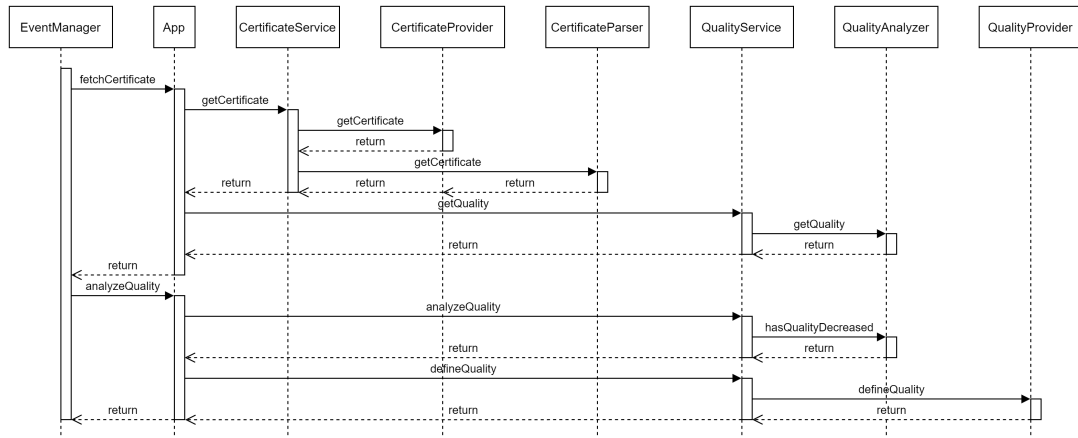 EventManager App CertificateService CertificateProvider CertificateParser QualityService QualityAnalyzer QualityProvider
fetchCertificate
getCertificate
getCertificate
return
getCertificate
return return return
getQuality
getQuality
return return
return
analyzeQuality
analyzeQuality
hasQualityDecreased
return return
defineQuality
defineQuality
return return return